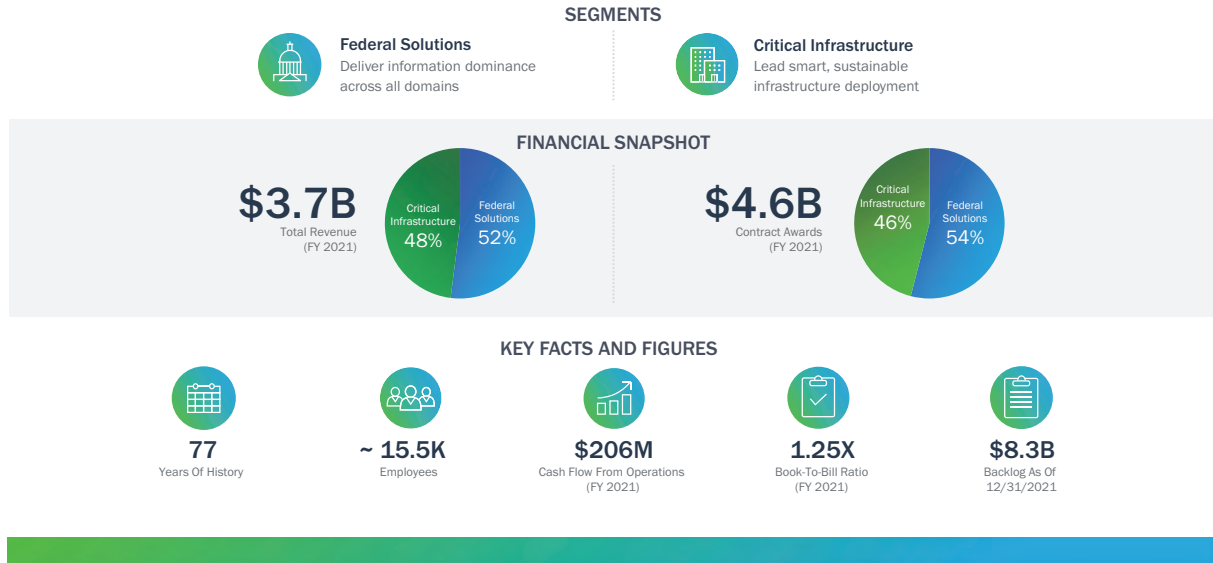 SEGMENTS
Federal Solutions
Deliver information dominance
across all domains
Critical Infrastructure
Lead smart, sustainable
infrastructure deployment
FINANCIAL SNAPSHOT
$3.7B
Total Revenue
(FY 2021)
Critical
Infrastructure
48%
Federal
Solutions
52%
$4.6B
Contract Awards
(FY 2021)
Critical
Infrastructure
46%
Federal
Solutions
54%
KEY FACTS AND FIGURES
77
Years Of History
~ 15.5K
Employees
$206M
Cash Flow From Operations
(FY 2021)
1.25X
Book-To-Bill Ratio
(FY 2021)
$8.3B
Backlog As Of
12/31/2021